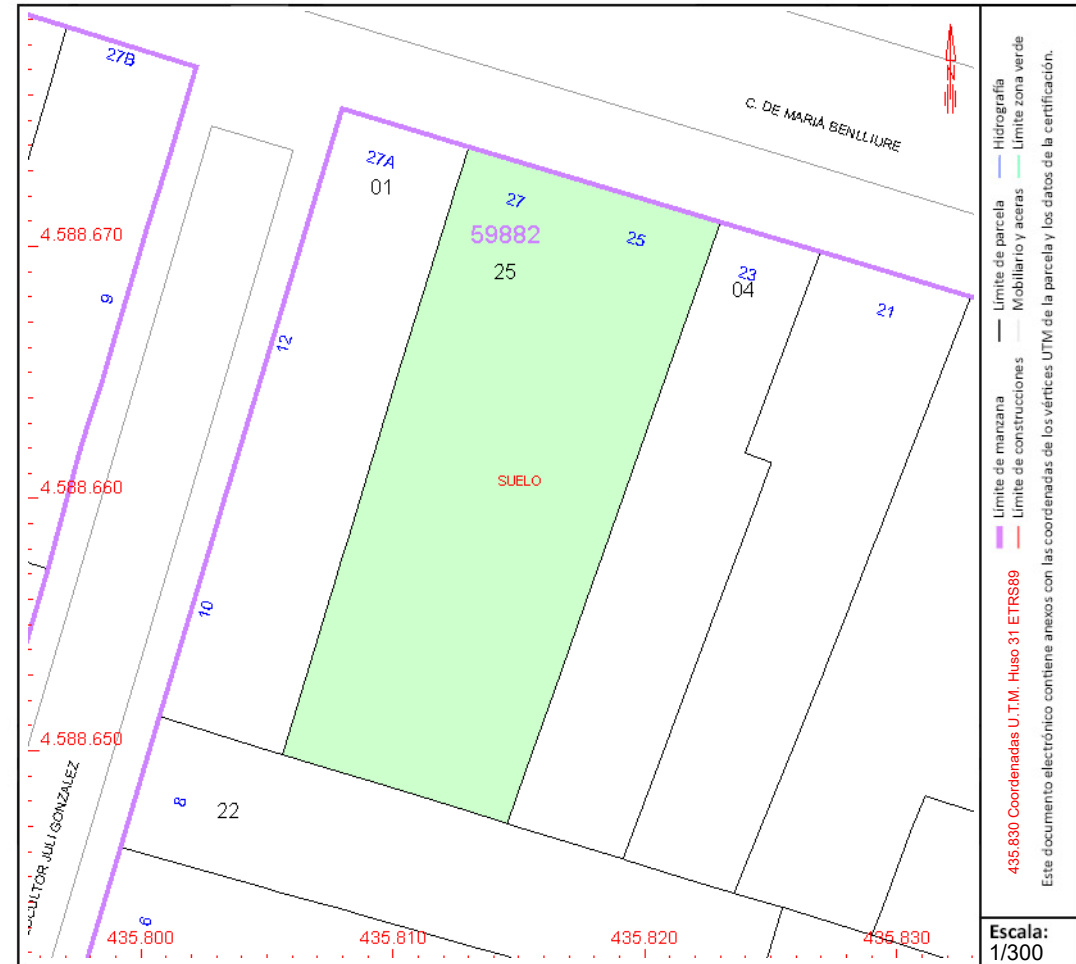 27B
C. DE MARIÀ BENLLIURE
27A
01
27
59882
25
25
23
04
21
4.588.670
9
12
SUELO
4.588.660
10
4.588.650
8
22
6
435.800
435.810
435.820
435.830
JULI GONZALEZ
N
Hidrografía
Límite zona verde
Límite de parcela
Mobiliario y aceras
Límite de manzana
Límite de construcciones
435.830 Coordenadas U.T.M. Huso 31 ETRS89
Este documento electrónico contiene anexos con las coordenadas de los vértices UTM de la parcela y los datos de la certificación.
Escala:
1/300